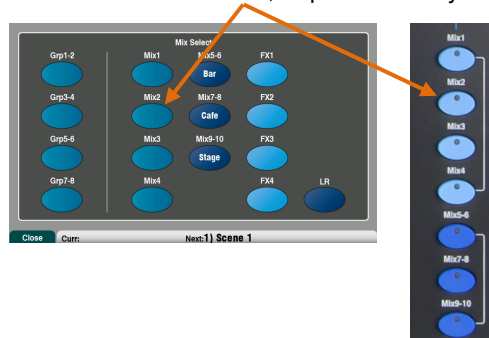 Mix Select
Grp1-2 Mix1 Mix5-6 FX1
Bar
Grp3-4 Mix2 Mix7-8 FX2
Cafe
Grp5-6 Mix3 Mix9-10 FX3
Stage
Grp7-8 Mix4 FX4 LR
Close Curr: Next:1) Scene 1
Mix1
Mix2
Mix3
Mix4
Mix5-6
Mix7-8
Mix9-10